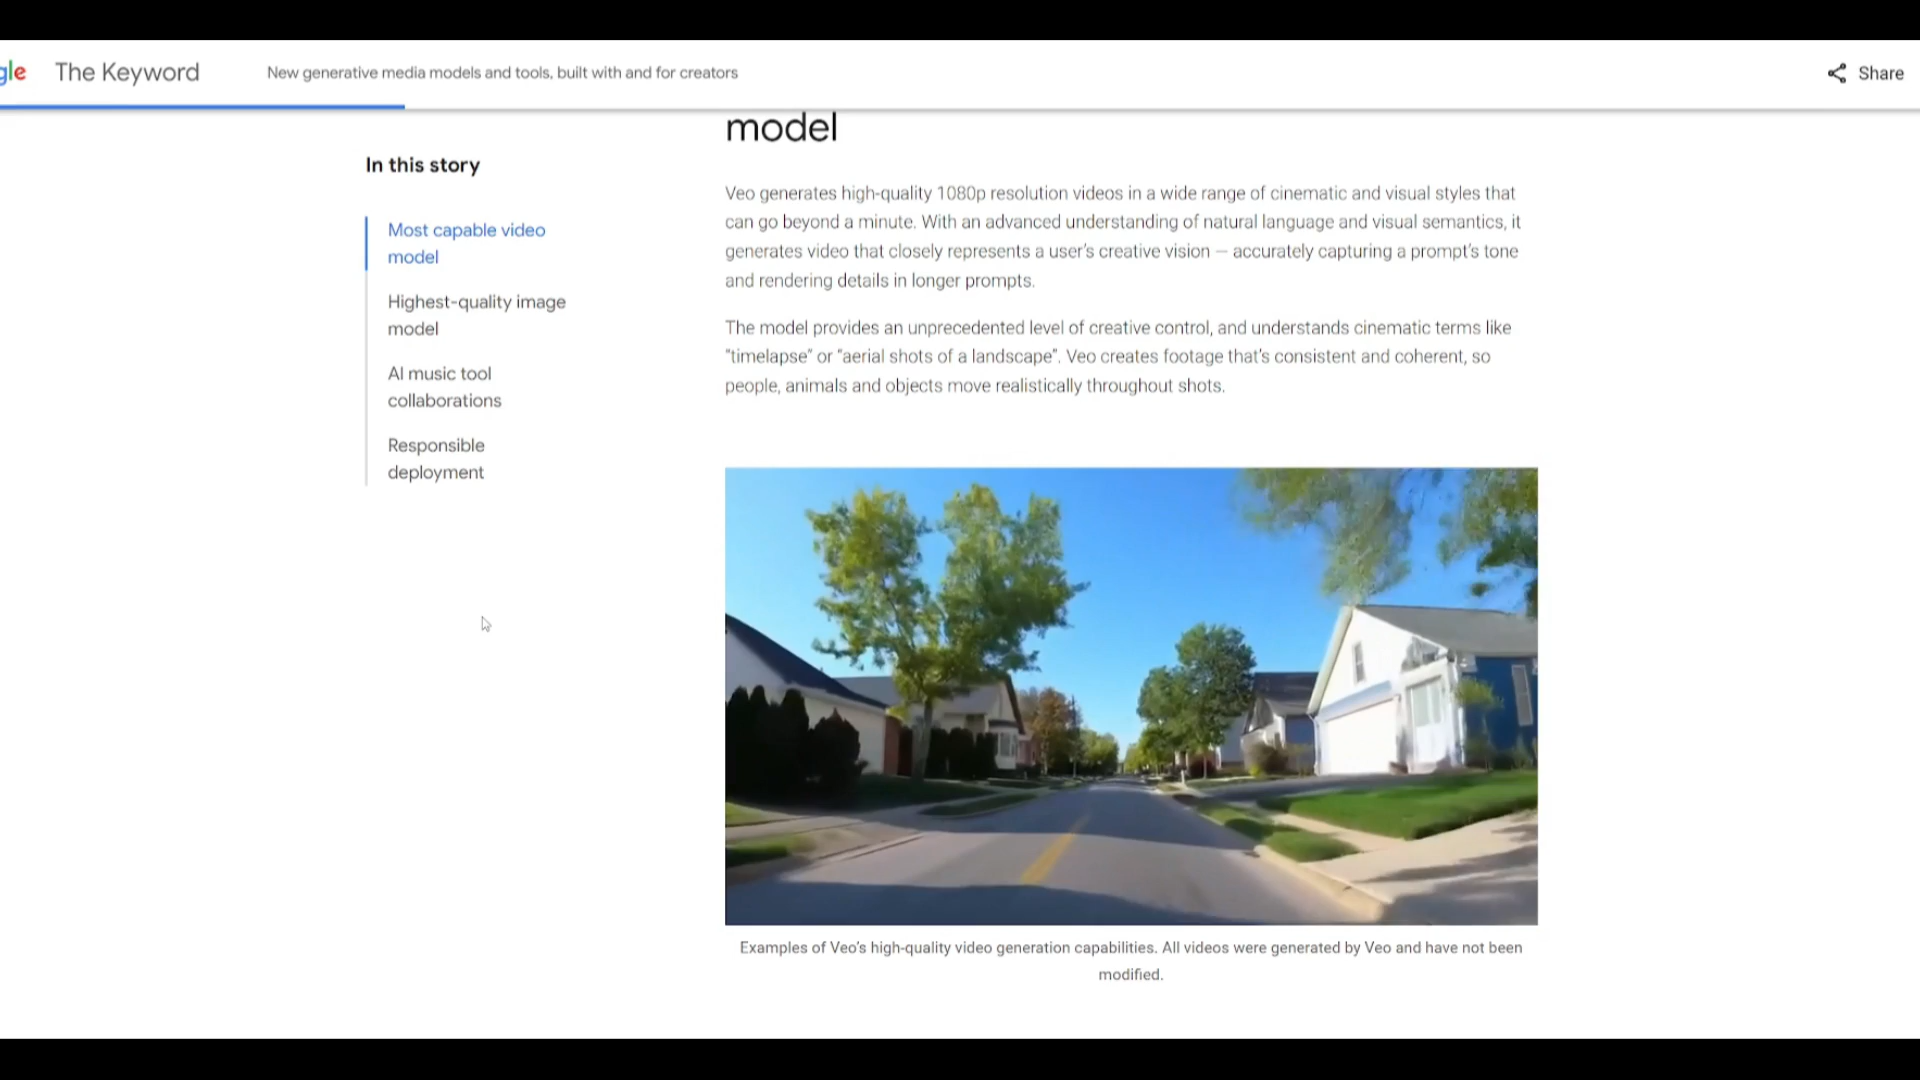 gle The Keyword New generative media models and tools, built with and for creators Share
model
In this story
Most capable video
model
Highest-quality image
model
AI music tool
collaborations
Responsible
deployment
Veo generates high-quality 1080p resolution videos in a wide range of cinematic and visual styles that
can go beyond a minute. With an advanced understanding of natural language and visual semantics, it
generates video that closely represents a user's creative vision — accurately capturing a prompt's tone
and rendering details in longer prompts.
The model provides an unprecedented level of creative control, and understands cinematic terms like
"timelapse" or "aerial shots of a landscape". Veo creates footage that's consistent and coherent, so
people, animals and objects move realistically throughout shots.
Examples of Veo's high-quality video generation capabilities. All videos were generated by Veo and have not been
modified.